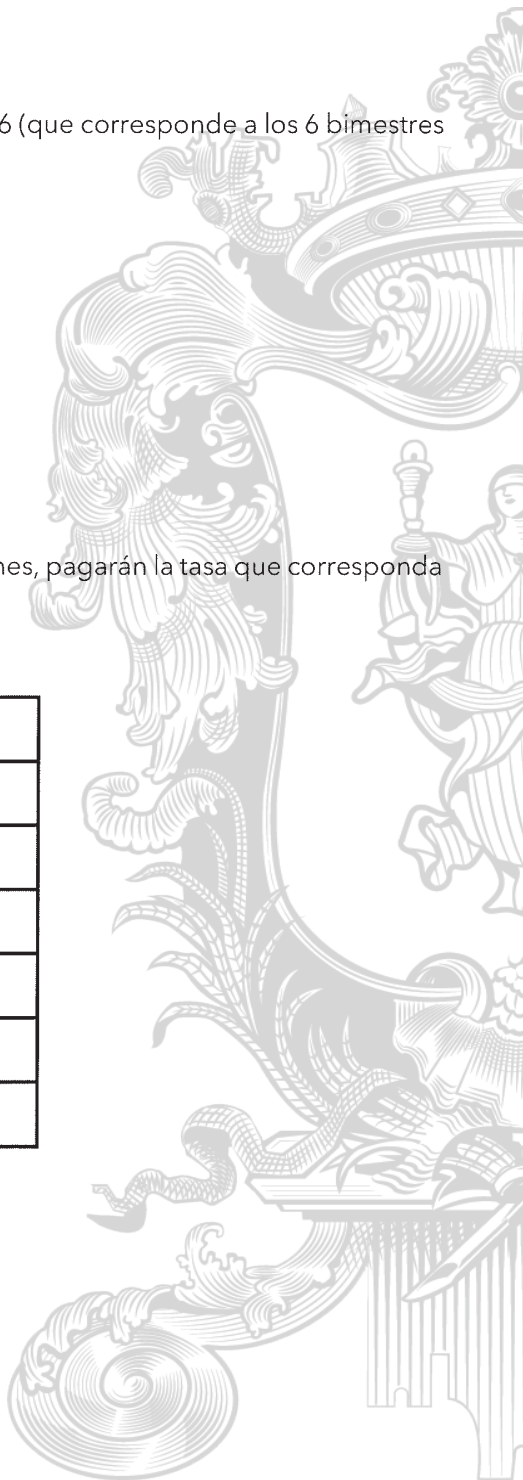 6 (que corresponde a los 6 bimestres
nes, pagarán la tasa que corresponda